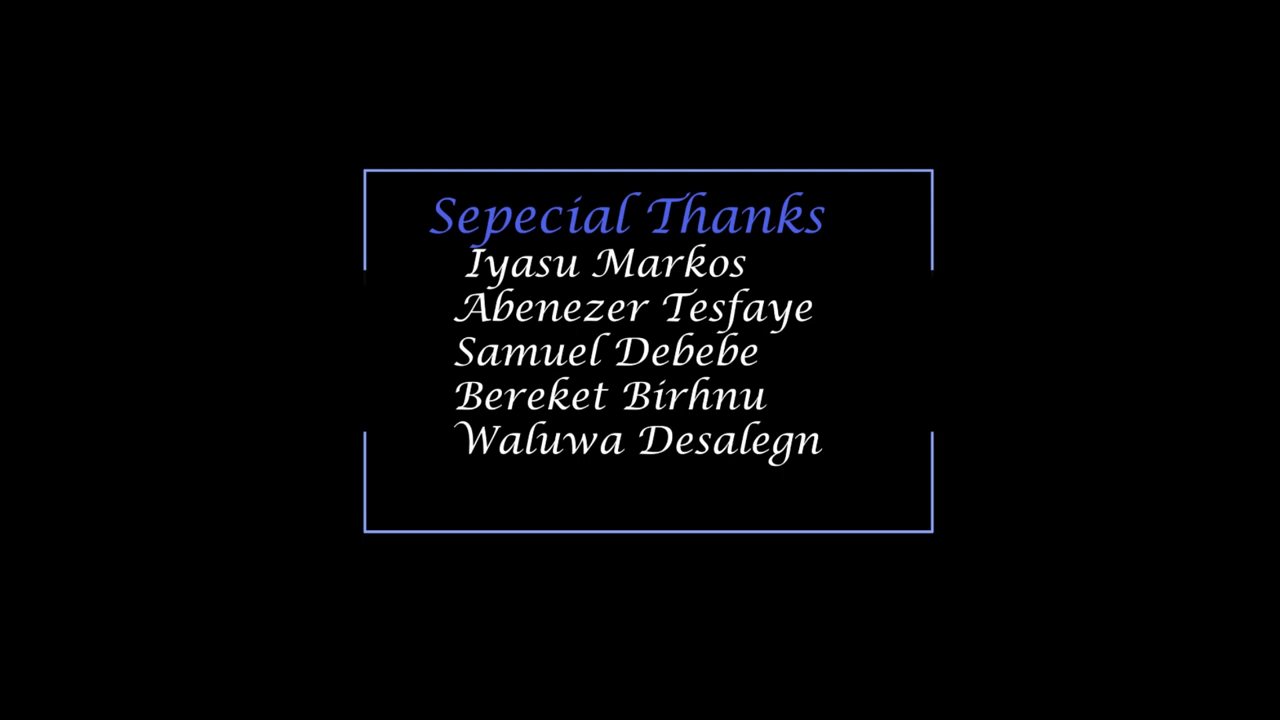 Sepecial Thanks
Iyasu Markos
Abenezer Tesfaye
Samuel Debebe
Bereket Birhnu
Waluwa Desalegn